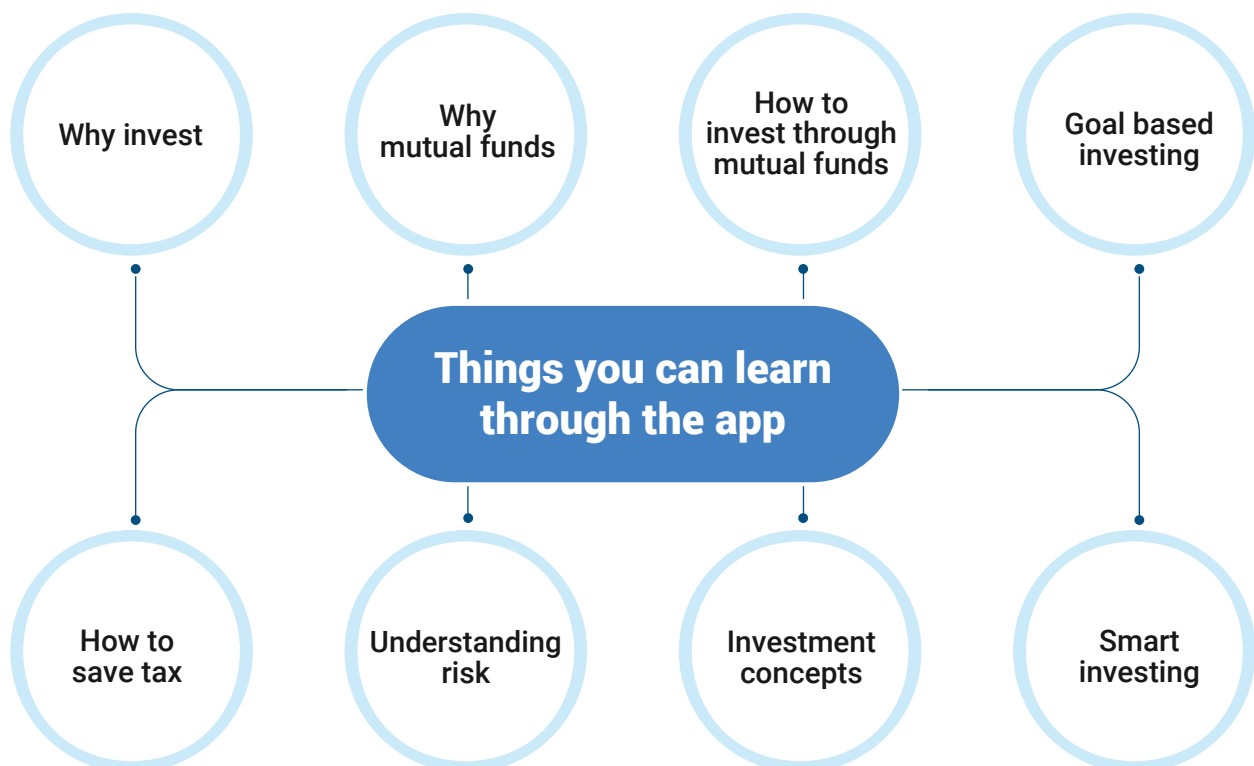 Why invest
Why
mutual funds
How to
invest through
mutual funds
Goal based
investing
Things you can learn
through the app
How to
save tax
Understanding
risk
Investment
concepts
Smart
investing